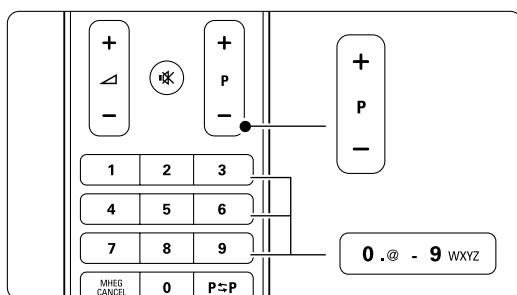 + +
P
− −
+
P
−
1 2 3
4 5 6
7 8 9
0 .@ - 9 WXYZ
MHEG
CANCEL 0 P⇆P